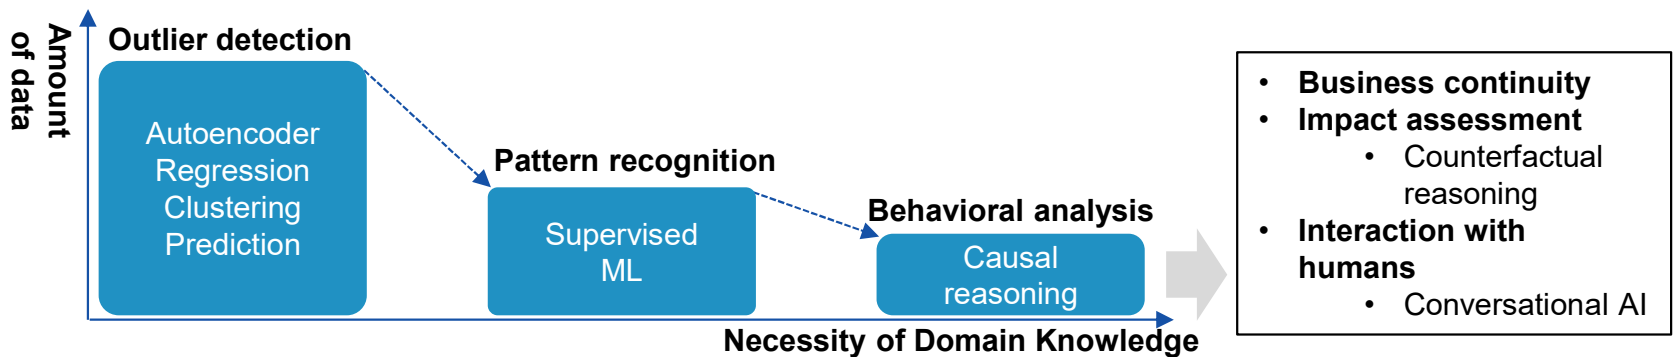 Amount
of data
Outlier detection
Autoencoder
Regression
Clustering
Prediction
Pattern recognition
Supervised
ML
Behavioral analysis
Causal
reasoning
Necessity of Domain Knowledge
• Business continuity
• Impact assessment
• Counterfactual
reasoning
• Interaction with
humans
• Conversational AI